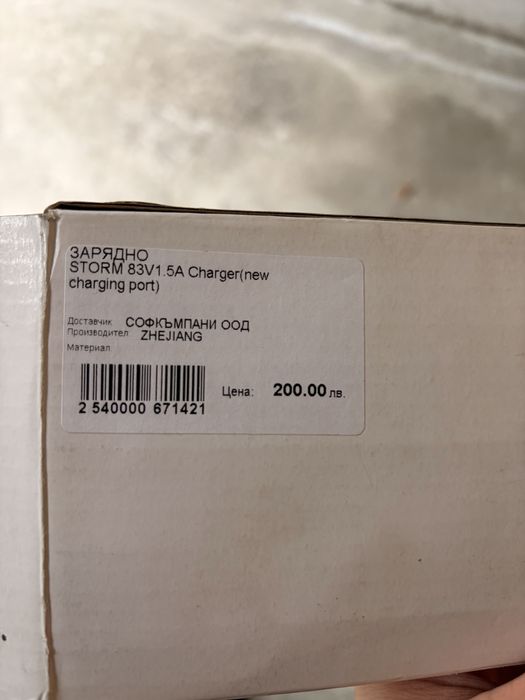 ЗАРЯДНО
STORM 83V1.5A Charger(new
charging port)
Доставчик СОФКЪМПАНИ ООД
Производител ZHEJIANG
Материал
Цена: 200.00 лв.
2 540000 671421